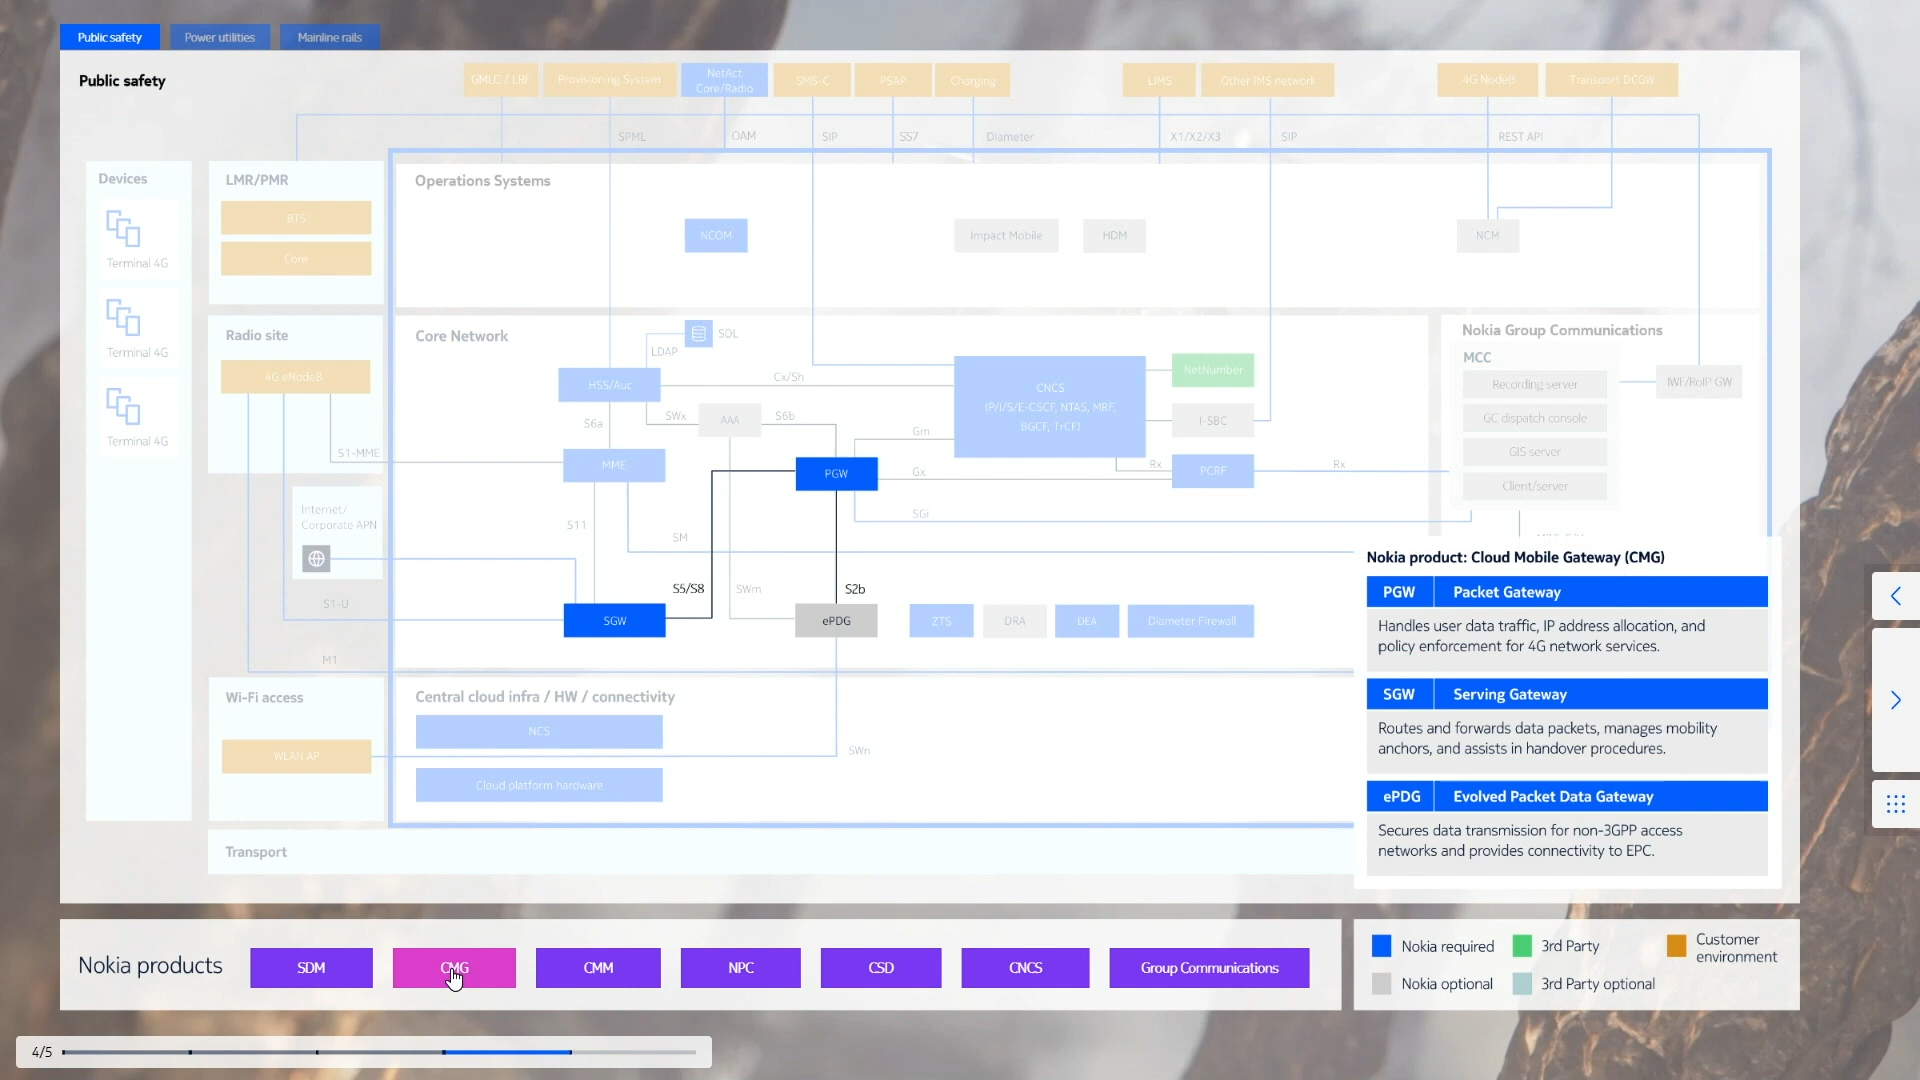 Public safety
Power utilities
Mainline rails
Public safety
GMLC / LRF
Provisioning System
NetAct
Core/Radio
SMS-C
PSAP
Charging
LIMS
Other IMS network
4G NodeB
Transport DCGW
SPML
OAM
SIP
SS7
Diameter
X1/X2/X3
SIP
REST API
Devices
Terminal 4G
Terminal 4G
Terminal 4G
LMR/PMR
BTS
Core
Operations Systems
NCOM
Impact Mobile
HDM
NCM
Radio site
4G eNodeB
S1-MME
Internet/
Corporate APN
S1-U
M1
Core Network
SDL
LDAP
HSS/Auc
Cx/Sh
SWx
AAA
S6b
S6a
MME
S11
SM
CNCS
(P/I/S/E-CSCF, NTAS, MRF,
BGCF, TrCF)
NetNumber
I-SBC
Gm
PGW
Gx
Rx
PCRF
Rx
SGi
S5/S8
SWm
S2b
SGW
ePDG
ZTS
DRA
DEA
Diameter Firewall
Nokia Group Communications
MCC
Recording server
GC dispatch console
GIS server
Client/server
IWF/RoIP GW
Wi-Fi access
WLAN AP
Central cloud infra / HW / connectivity
NCS
Cloud platform hardware
SWn
Transport
Nokia product: Cloud Mobile Gateway (CMG)
PGW Packet Gateway
Handles user data traffic, IP address allocation, and
policy enforcement for 4G network services.
SGW Serving Gateway
Routes and forwards data packets, manages mobility
anchors, and assists in handover procedures.
ePDG Evolved Packet Data Gateway
Secures data transmission for non-3GPP access
networks and provides connectivity to EPC.
Nokia products
SDM
CMG
CMM
NPC
CSD
CNCS
Group Communications
Nokia required
3rd Party
Customer
environment
Nokia optional
3rd Party optional
4/5